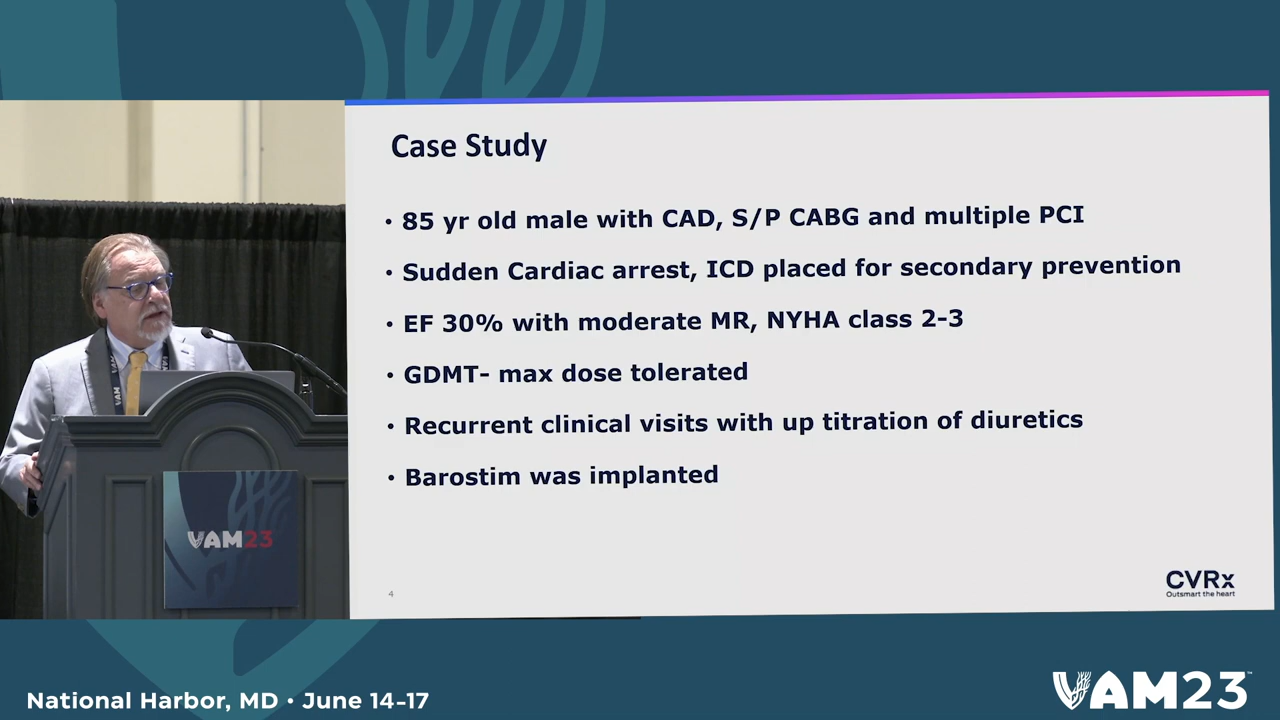 Case Study
• 85 yr old male with CAD, S/P CABG and multiple PCI
• Sudden Cardiac arrest, ICD placed for secondary prevention
• EF 30% with moderate MR, NYHA class 2-3
• GDMT- max dose tolerated
• Recurrent clinical visits with up titration of diuretics
• Barostim was implanted
4
CVRx
Outsmart the heart
VAM
VAM23
National Harbor, MD • June 14-17
VAM23™